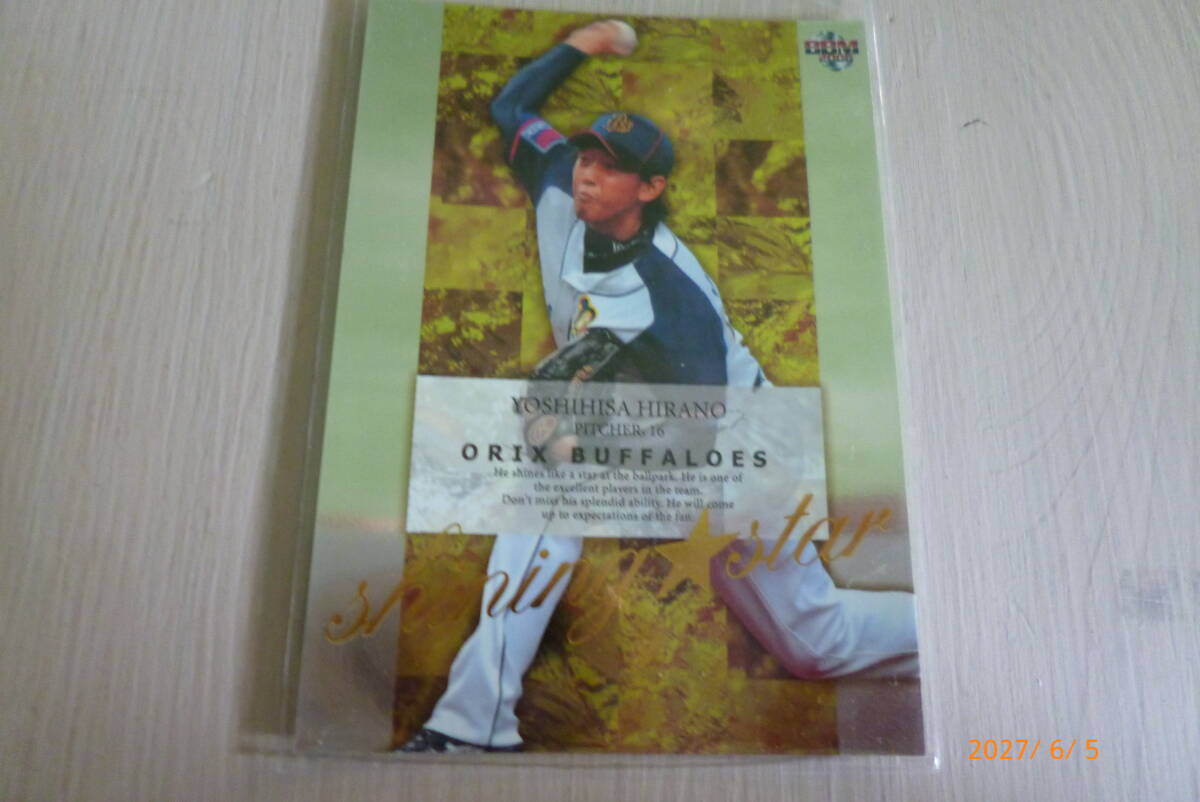 BBM
YOSHIHISA HIRANO
PITCHER. 16
ORIX BUFFALOES
He shines like a star at the ballpark. He is one of
the excellent players in the team.
Don't miss his splendid ability. He will come
up to expectations of the fan.
shining★star
2027/ 6/ 5